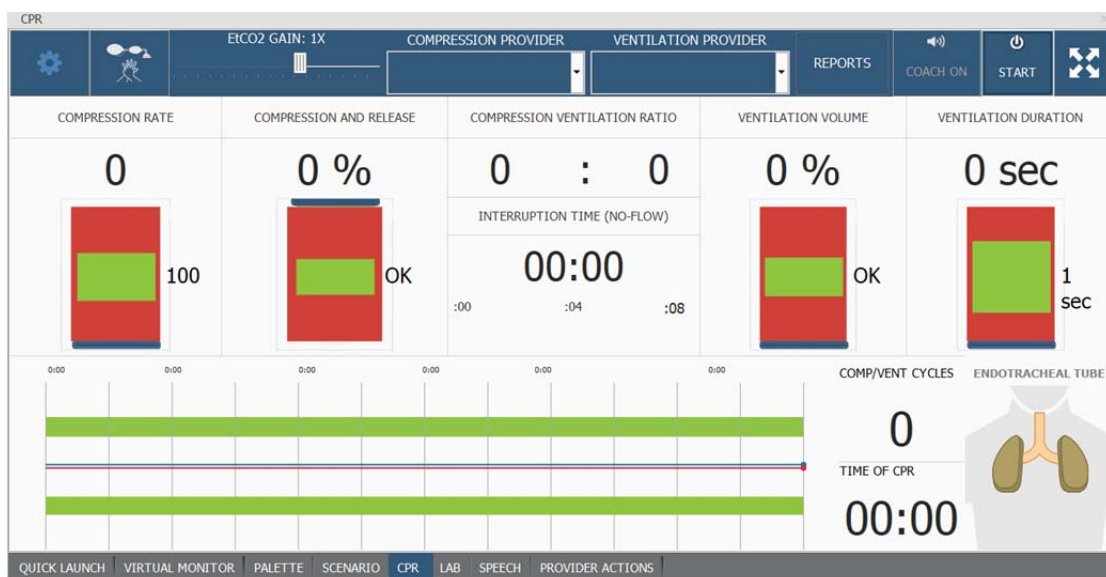 CPR
EtCO2 GAIN: 1X
COMPRESSION PROVIDER
VENTILATION PROVIDER
REPORTS
COACH ON
START
COMPRESSION RATE
COMPRESSION AND RELEASE
COMPRESSION VENTILATION RATIO
VENTILATION VOLUME
VENTILATION DURATION
0
0 %
0 : 0
0 %
0 sec
INTERRUPTION TIME (NO-FLOW)
100
OK
00:00
OK
1
sec
:00 :04 :08
0:00 0:00 0:00 0:00 0:00 0:00
COMP/VENT CYCLES
ENDOTRACHEAL TUBE
0
TIME OF CPR
00:00
QUICK LAUNCH VIRTUAL MONITOR PALETTE SCENARIO CPR LAB SPEECH PROVIDER ACTIONS